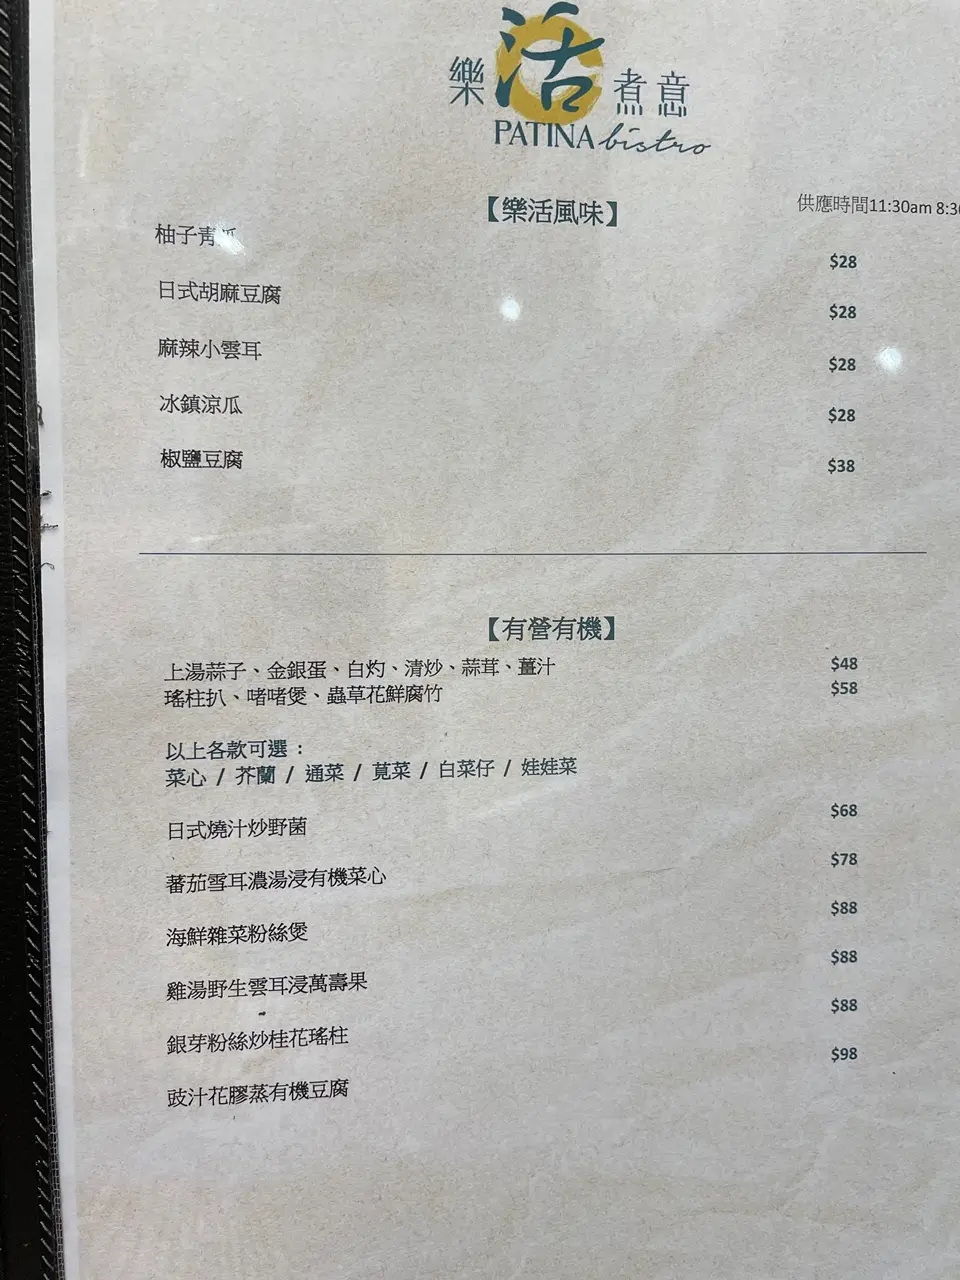 樂活煮意
PATINA bistro
【樂活風味】
供應時間11:30am 8:3
柚子青瓜
$28
日式胡麻豆腐
$28
麻辣小雲耳
$28
冰鎮涼瓜
$28
椒鹽豆腐
$38
【有營有機】
上湯蒜子、金銀蛋、白灼、清炒、蒜茸、薑汁 $48
瑤柱扒、啫啫煲、蟲草花鮮腐竹 $58
以上各款可選：
菜心 / 芥蘭 / 通菜 / 莧菜 / 白菜仔 / 娃娃菜
日式燒汁炒野菌
$68
蕃茄雪耳濃湯浸有機菜心
$78
海鮮雜菜粉絲煲
$88
雞湯野生雲耳浸萬壽果
$88
銀芽粉絲炒桂花瑤柱
$88
豉汁花膠蒸有機豆腐
$98